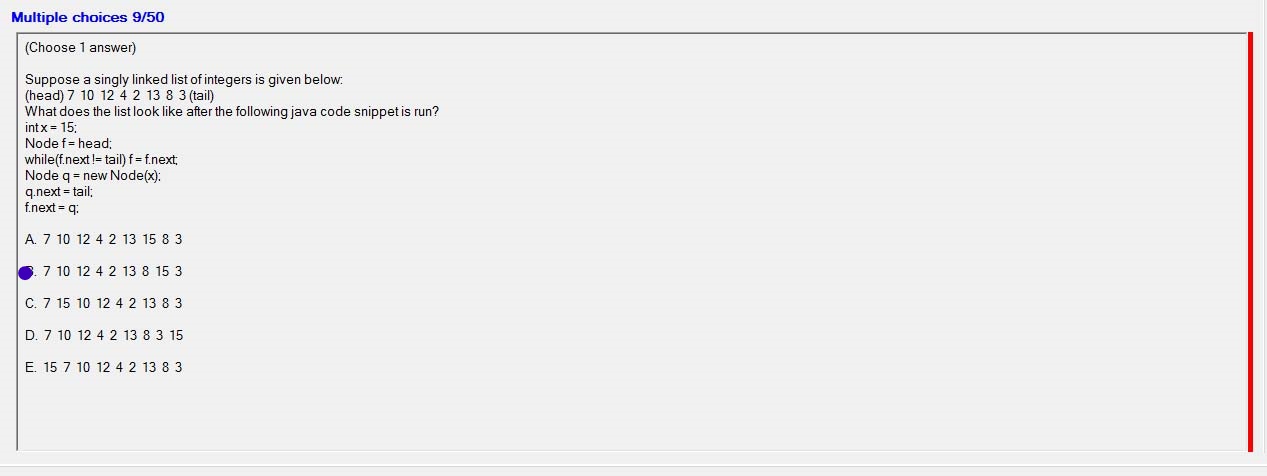 Multiple choices 9/50
(Choose 1 answer)
Suppose a singly linked list of integers is given below:
(head) 7 10 12 4 2 13 8 3 (tail)
What does the list look like after the following java code snippet is run?
int x = 15;
Node f = head;
while(f.next != tail) f = f.next;
Node q = new Node(x);
q.next = tail;
f.next = q;
A. 7 10 12 4 2 13 15 8 3
. 7 10 12 4 2 13 8 15 3
C. 7 15 10 12 4 2 13 8 3
D. 7 10 12 4 2 13 8 3 15
E. 15 7 10 12 4 2 13 8 3